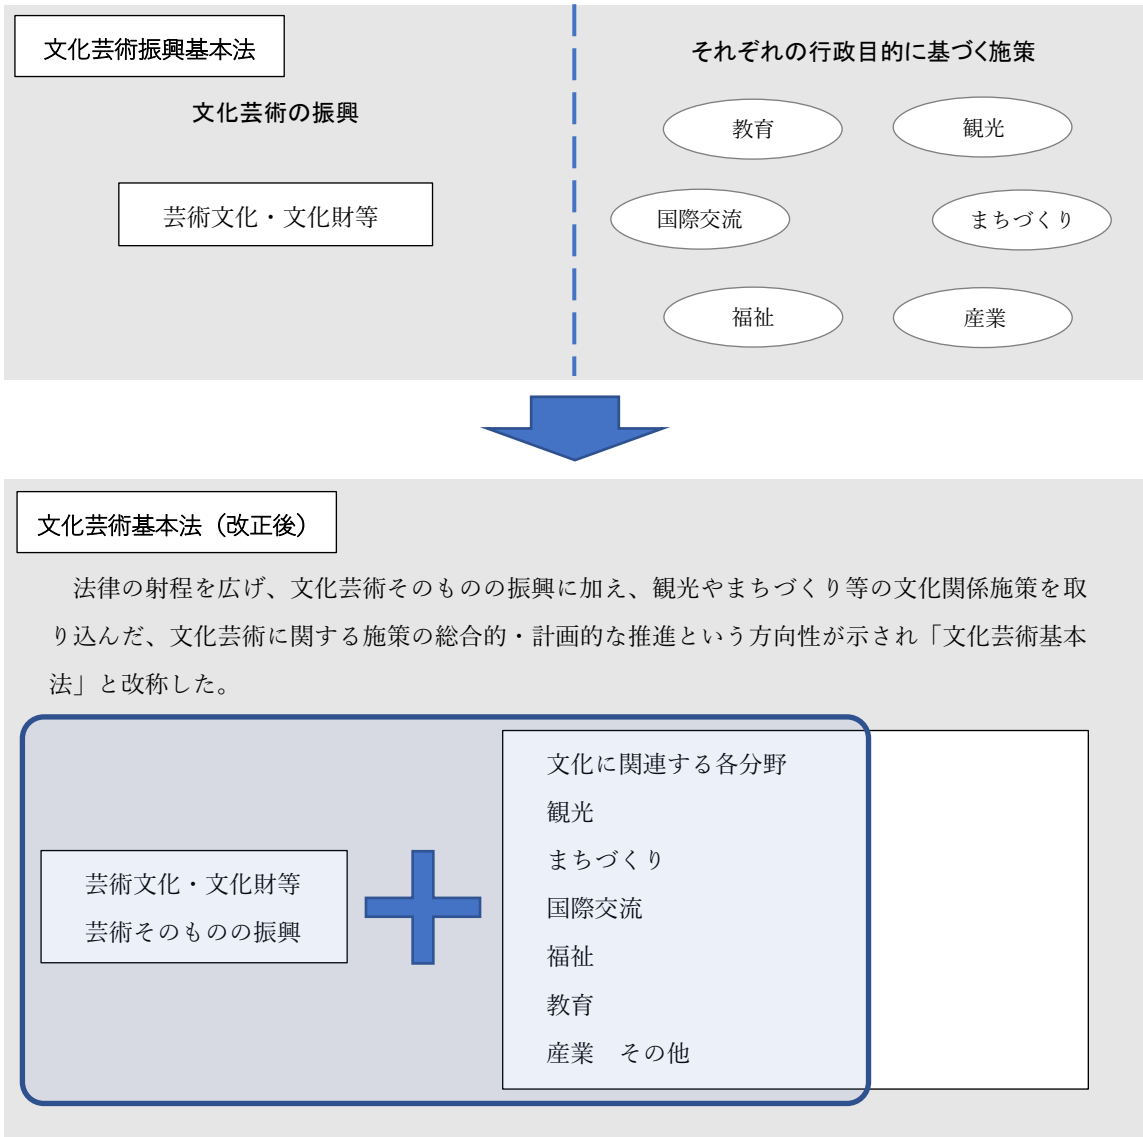 文化芸術振興基本法
文化芸術の振興
芸術文化・文化財等
それぞれの行政目的に基づく施策
教育
観光
国際交流
まちづくり
福祉
産業
文化芸術基本法（改正後）
法律の射程を広げ、文化芸術そのものの振興に加え、観光やまちづくり等の文化関係施策を取
り込んだ、文化芸術に関する施策の総合的・計画的な推進という方向性が示され「文化芸術基本
法」と改称した。
芸術文化・文化財等
芸術そのものの振興
文化に関連する各分野
観光
まちづくり
国際交流
福祉
教育
産業　その他